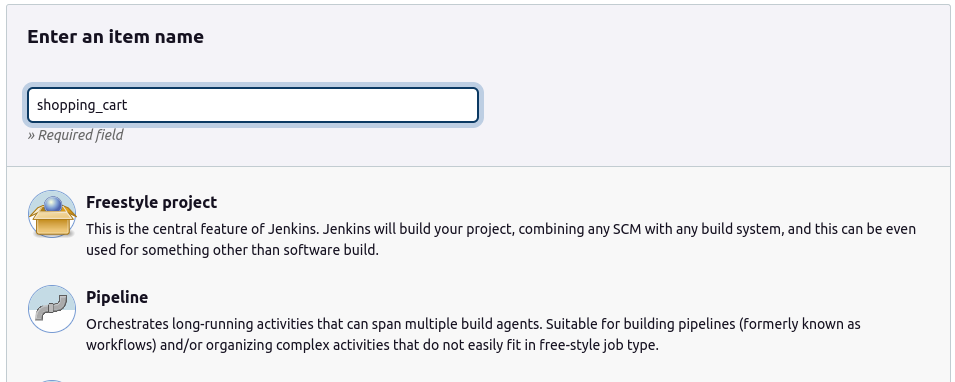 Enter an item name
shopping_cart
» Required field
Freestyle project
This is the central feature of Jenkins. Jenkins will build your project, combining any SCM with any build system, and this can be even
used for something other than software build.
Pipeline
Orchestrates long-running activities that can span multiple build agents. Suitable for building pipelines (formerly known as
workflows) and/or organizing complex activities that do not easily fit in free-style job type.